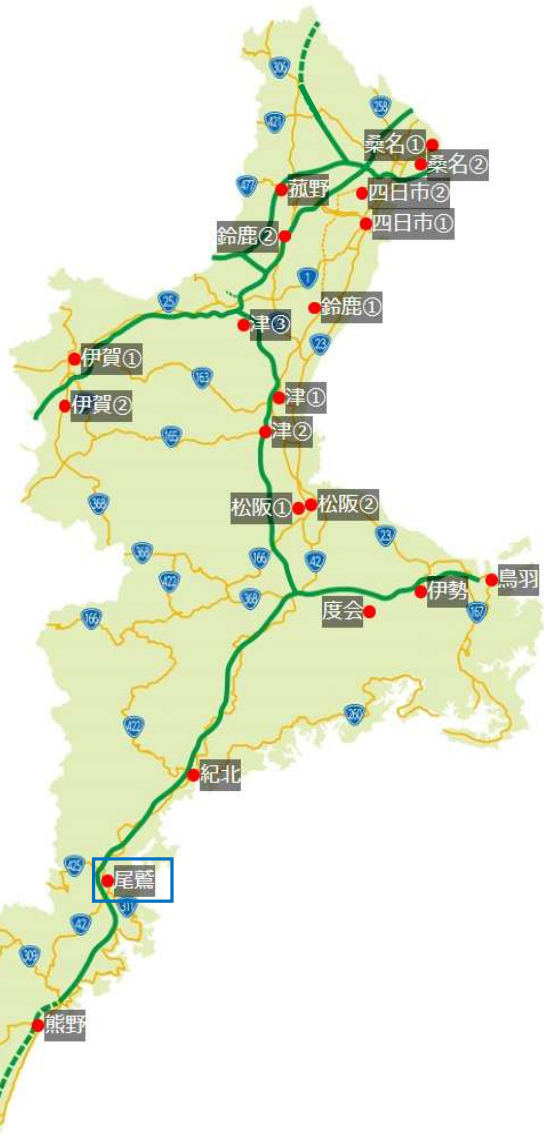 306
258
421
桑名①
桑名②
477
菰野
四日市②
四日市①
鈴鹿②
1
25
鈴鹿①
津③
23
伊賀①
163
津①
伊賀②
165
津②
368
松阪①
松阪②
23
368
166
42
422
368
鳥羽
伊勢
167
度会
166
260
422
紀北
425
尾鷲
311
42
309
熊野